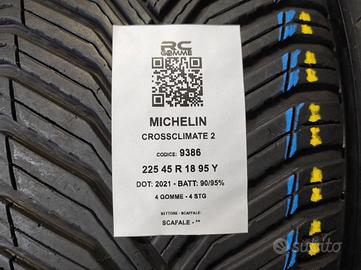 RC
GOMME
MICHELIN
CROSSCLIMATE 2
CODICE: 9386
225 45 R 18 95 Y
DOT: 2021 - BATT: 90/95%
4 GOMME - 4 STG
SETTORE - SCAFFALE:
SCAFALE - **
subito